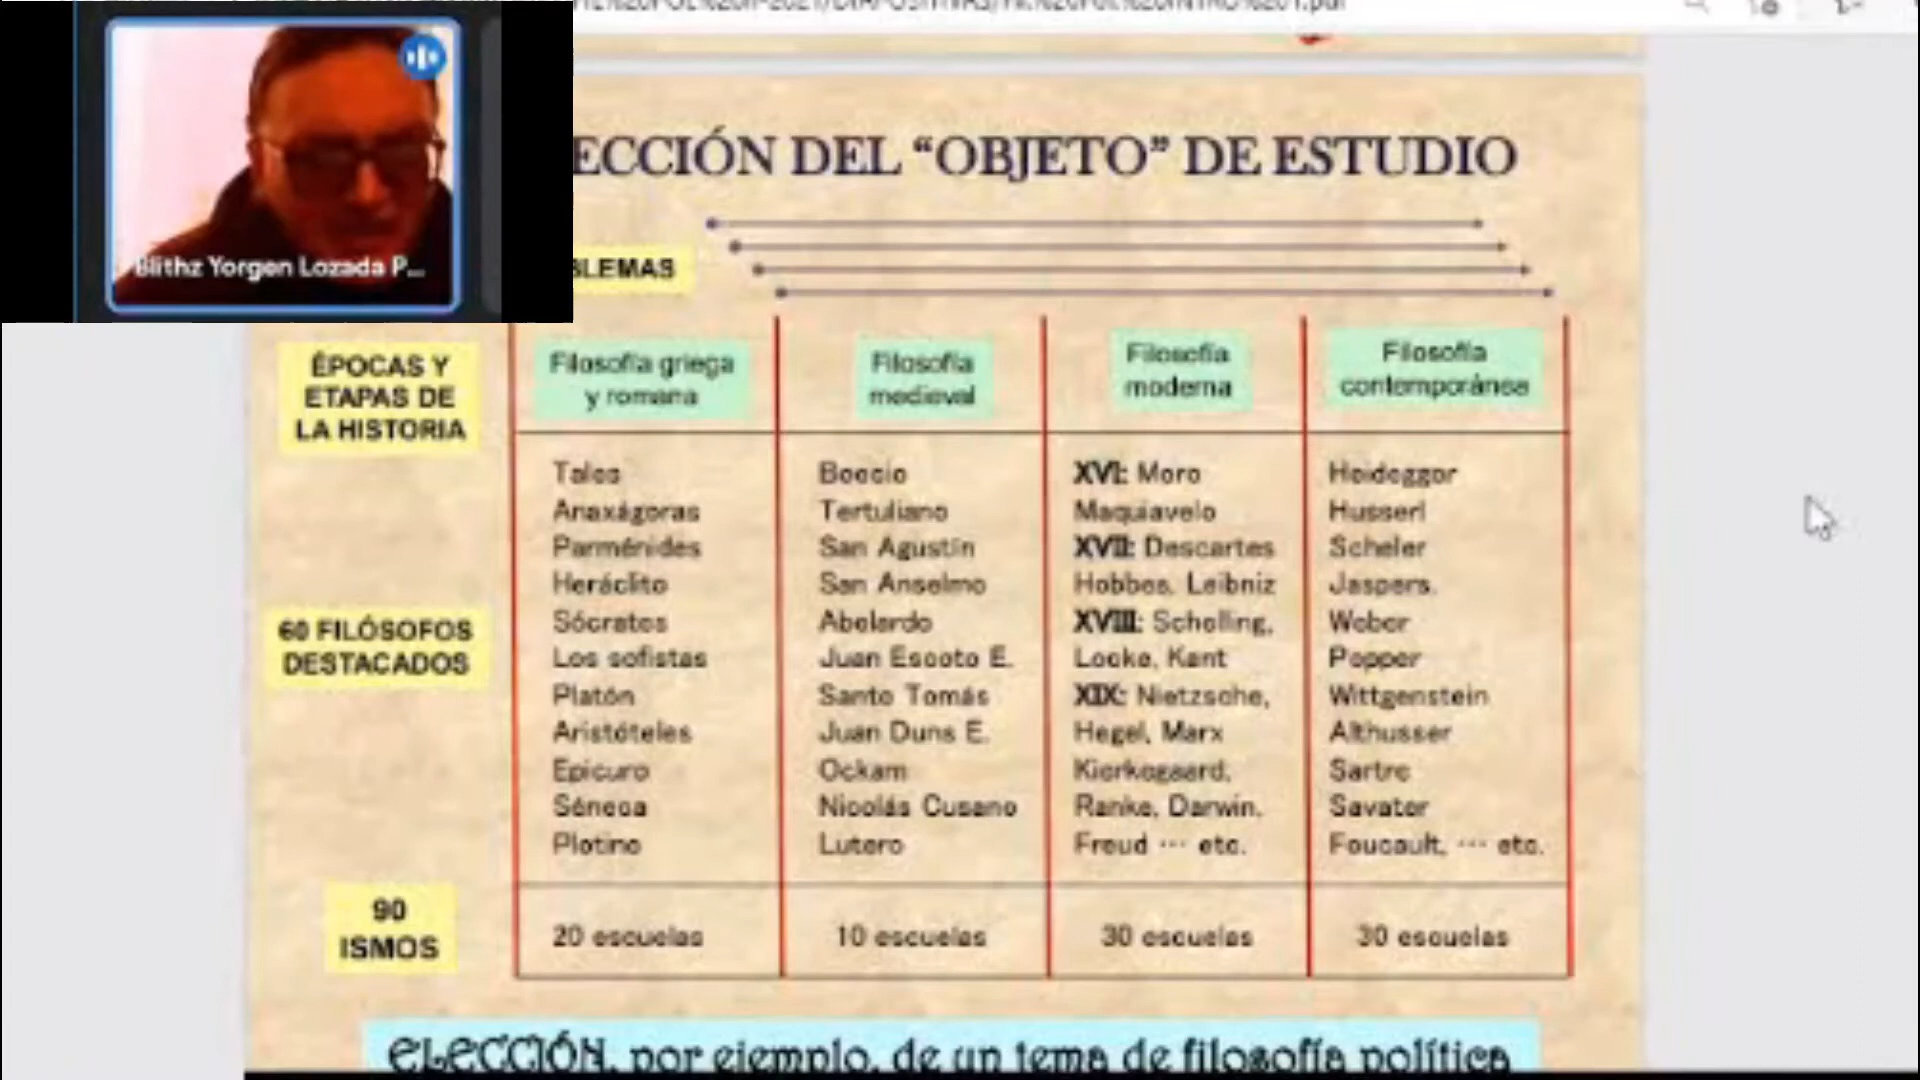 ECCIÓN DEL “OBJETO” DE ESTUDIO
Blithz Yorgen Lozada P...
BLEMAS
ÉPOCAS Y
ETAPAS DE
LA HISTORIA
Filosofía griega
y romana
Filosofía
medieval
Filosofía
moderna
Filosofía
contemporánea
60 FILÓSOFOS
DESTACADOS
Tales
Anaxágoras
Parménides
Heráclito
Sócrates
Los sofistas
Platón
Aristóteles
Epicuro
Séneca
Plotino
Boecio
Tertuliano
San Agustín
San Anselmo
Abelardo
Juan Escoto E.
Santo Tomás
Juan Duns E.
Ockam
Nicolás Cusano
Lutero
XVI: Moro
Maquiavelo
XVII: Descartes
Hobbes, Leibniz
XVIII: Schelling,
Locke, Kant
XIX: Nietzsche,
Hegel, Marx
Kierkegaard,
Ranke, Darwin,
Freud ... etc.
Heidegger
Husserl
Scheler
Jaspers.
Weber
Popper
Wittgenstein
Althusser
Sartre
Savater
Foucault, ... etc.
90
ISMOS
20 escuelas
10 escuelas
30 escuelas
30 escuelas
ELECCIÓN, por ejemplo, de un tema de filosofía política